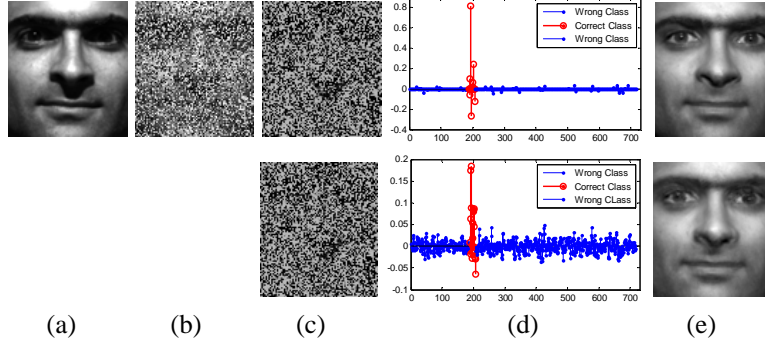 0.8
0.6
0.4
0.2
0
-0.2
-0.4
0 100 200 300 400 500 600 700
Wrong Class
Correct Class
Wrong Class
0.2
0.15
0.1
0.05
0
-0.05
-0.1
0 100 200 300 400 500 600 700
Wrong Class
Correct Class
Wrong CLass
(a) (b) (c) (d) (e)